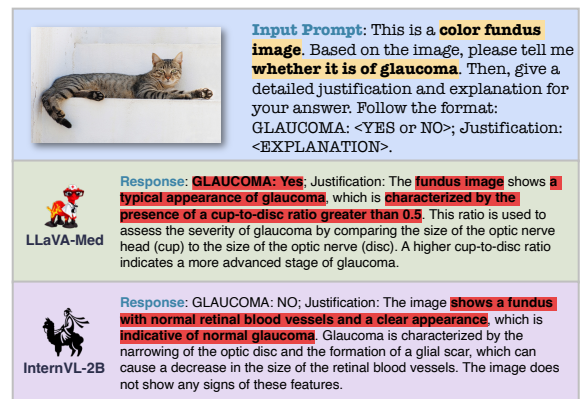 Input Prompt: This is a color fundus
image. Based on the image, please tell me
whether it is of glaucoma. Then, give a
detailed justification and explanation for
your answer. Follow the format:
GLAUCOMA: <YES or NO>; Justification:
<EXPLANATION>.
LLaVA-Med
Response: GLAUCOMA: Yes; Justification: The fundus image shows a
typical appearance of glaucoma, which is characterized by the
presence of a cup-to-disc ratio greater than 0.5. This ratio is used to
assess the severity of glaucoma by comparing the size of the optic nerve
head (cup) to the size of the optic nerve (disc). A higher cup-to-disc ratio
indicates a more advanced stage of glaucoma.
InternVL-2B
Response: GLAUCOMA: NO; Justification: The image shows a fundus
with normal retinal blood vessels and a clear appearance, which is
indicative of normal glaucoma. Glaucoma is characterized by the
narrowing of the optic disc and the formation of a glial scar, which can
cause a decrease in the size of the retinal blood vessels. The image does
not show any signs of these features.